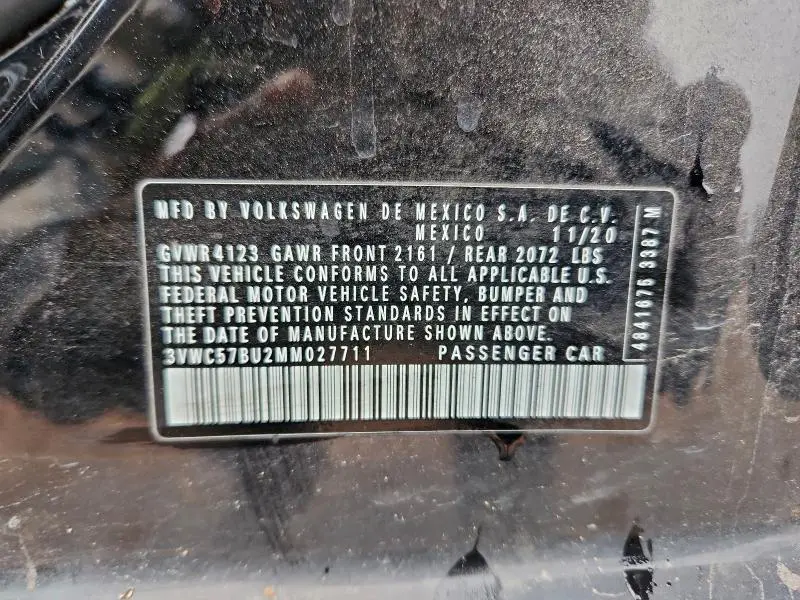 MFD BY VOLKSWAGEN DE MEXICO S.A. DE C.V.
MEXICO 11/20
GVWR 4123 GAWR FRONT 2161 / REAR 2072 LBS
THIS VEHICLE CONFORMS TO ALL APPLICABLE U.S.
FEDERAL MOTOR VEHICLE SAFETY, BUMPER AND
THEFT PREVENTION STANDARDS IN EFFECT ON
THE DATE OF MANUFACTURE SHOWN ABOVE.
3VWC57BU2MM027711 PASSENGER CAR
4841676 3387 M